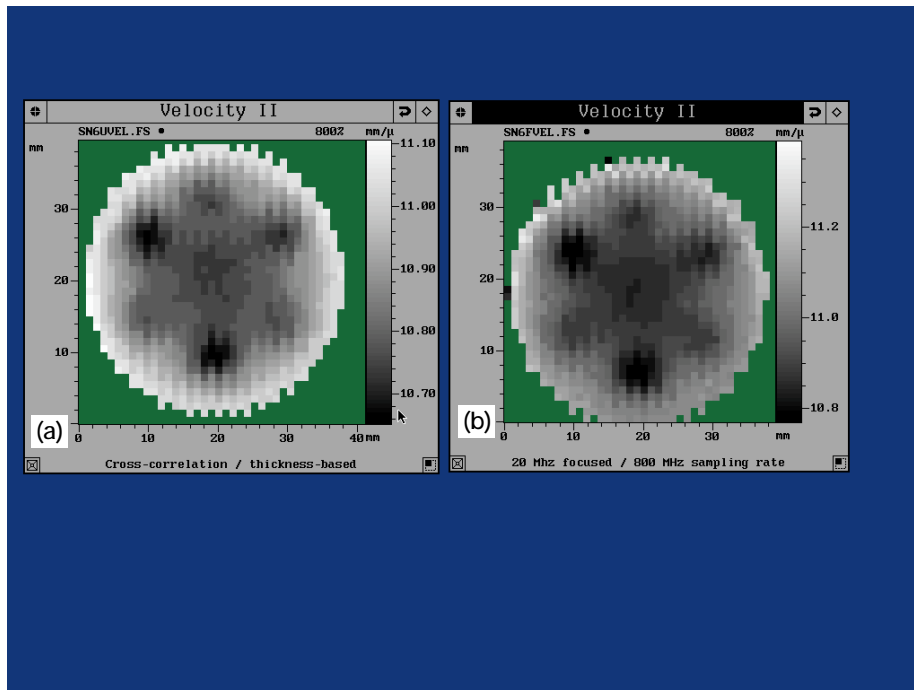 Velocity II
SN6UVEL.FS • 800% mm/µ
mm
11.10
11.00
10.90
10.80
10.70
30
20
10
0 10 20 30 40 mm
(a)
Cross-correlation / thickness-based
Velocity II
SN6FVEL.FS • 800% mm/µ
mm
11.2
11.0
10.8
30
20
10
0 10 20 30 mm
(b)
20 Mhz focused / 800 MHz sampling rate